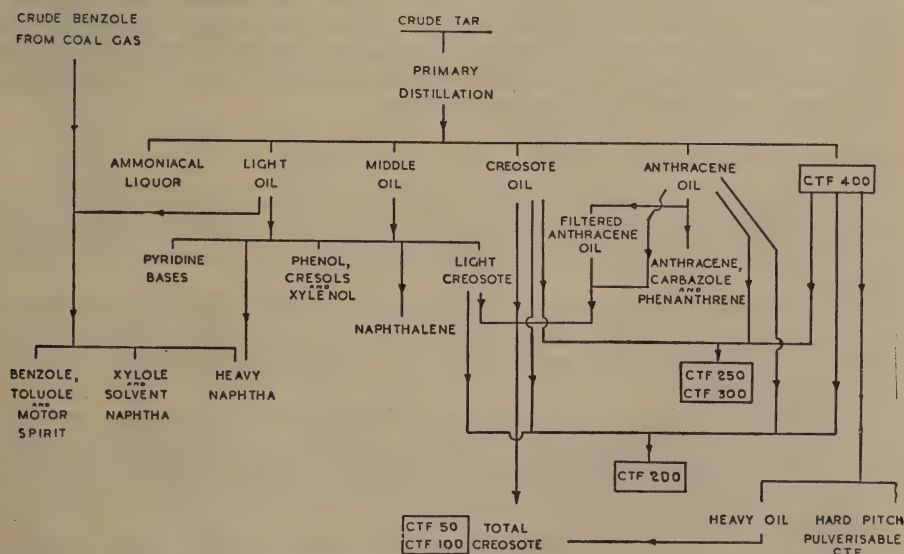 CRUDE BENZOLE
FROM COAL GAS
CRUDE TAR
PRIMARY
DISTILLATION
AMMONIACAL
LIQUOR
LIGHT
OIL
MIDDLE
OIL
CREOSOTE
OIL
ANTHRACENE
OIL
CTF 400
FILTERED
ANTHRACENE
OIL
PYRIDINE
BASES
PHENOL,
CRESOLS
AND
XYLENOL
LIGHT
CREOSOTE
ANTHRACENE,
CARBAZOLE
AND
PHENANTHRENE
NAPHTHALENE
BENZOLE,
TOLUOLE
AND
MOTOR
SPIRIT
XYLOLE
AND
SOLVENT
NAPHTHA
HEAVY
NAPHTHA
CTF 250
CTF 300
CTF 200
CTF 50
CTF 100
TOTAL
CREOSOTE
HEAVY OIL
HARD PITCH
PULVERISABLE
CTF